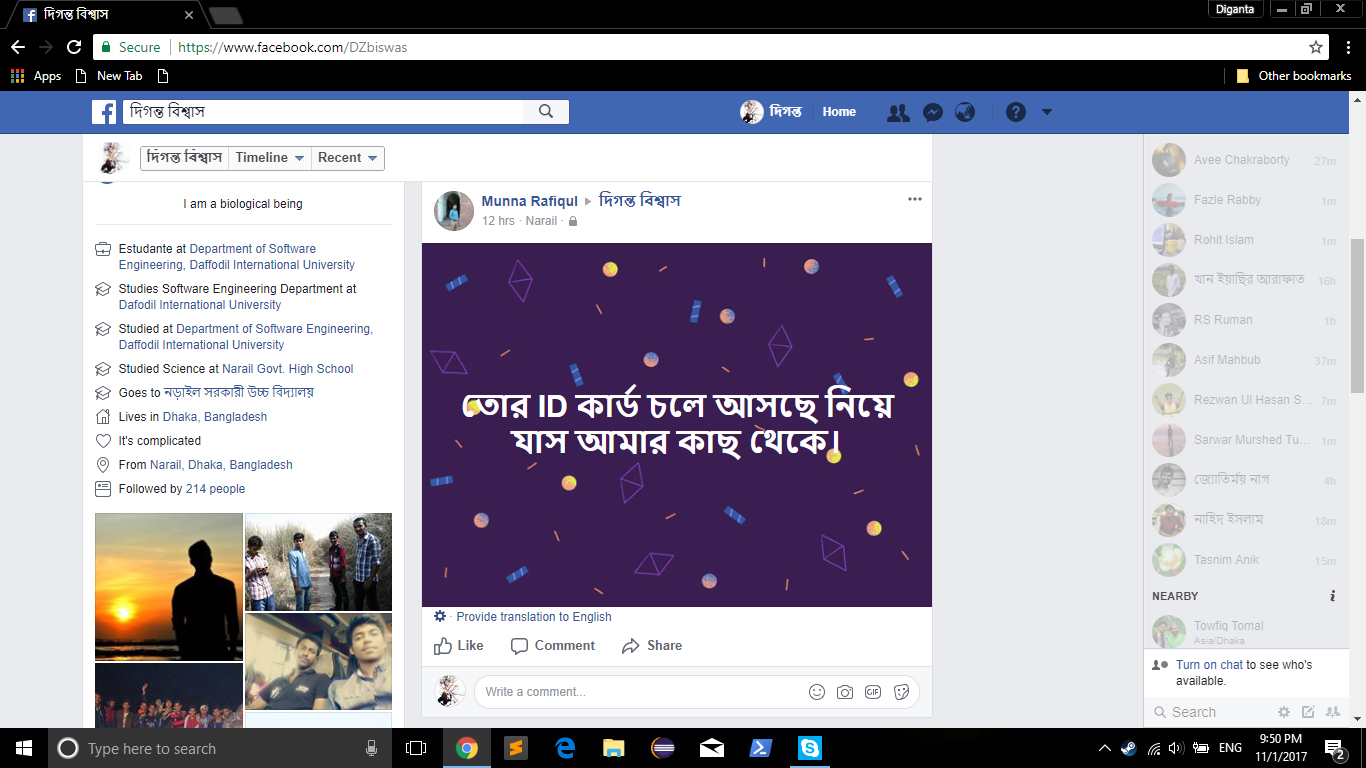 দিগন্ত বিশ্বাস
Diganta
Secure https://www.facebook.com/DZbiswas
Apps New Tab
Other bookmarks
দিগন্ত বিশ্বাস
দিগন্ত Home
দিগন্ত বিশ্বাস Timeline Recent
I am a biological being
Estudante at Department of Software
Engineering, Daffodil International University
Studies Software Engineering Department at
Dafodil International University
Studied at Department of Software Engineering,
Daffodil International University
Studied Science at Narail Govt. High School
Goes to নড়াইল সরকারী উচ্চ বিদ্যালয়
Lives in Dhaka, Bangladesh
It's complicated
From Narail, Dhaka, Bangladesh
Followed by 214 people
Munna Rafiqul দিগন্ত বিশ্বাস
12 hrs · Narail ·
তোর ID কার্ড চলে আসছে নিয়ে
যাস আমার কাছ থেকে।
Provide translation to English
Like Comment Share
Write a comment...
GIF
Avee Chakraborty 27m
Fazle Rabby 1m
Rohit Islam 1m
খান ইয়াছির আরাফাত 16h
RS Ruman 1h
Asif Mahbub 37m
Rezwan Ul Hasan S... 7m
Sarwar Murshed Tu... 1m
জ্যোতির্ময় নাগ 4h
নাহিদ ইসলাম 18m
Tasnim Anik 15m
NEARBY
Towfiq Tomal
Asia/Dhaka
Turn on chat to see who's
available.
Search
Type here to search
ENG
9:50 PM
11/1/2017
2